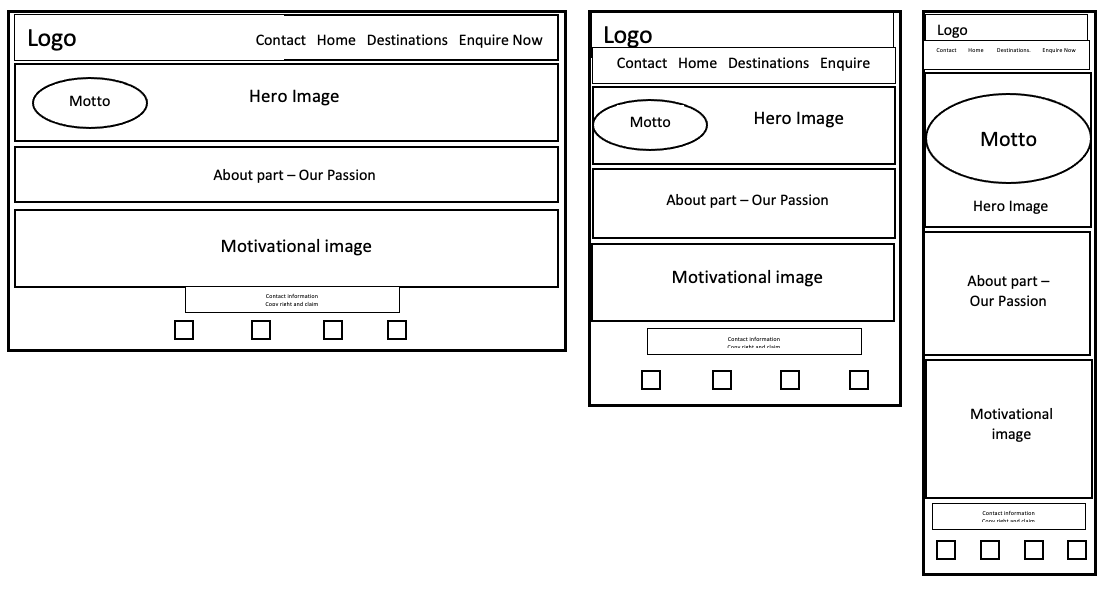 Logo
Contact Home Destinations Enquire Now
Motto
Hero Image
About part – Our Passion
Motivational image
Contact information
Copy right and claim
Logo
Contact Home Destinations Enquire
Motto
Hero Image
About part – Our Passion
Motivational image
Contact information
Copy right and claim
Logo
Contact Home Destinations. Enquire Now
Motto
Hero Image
About part –
Our Passion
Motivational
image
Contact information
Copy right and claim